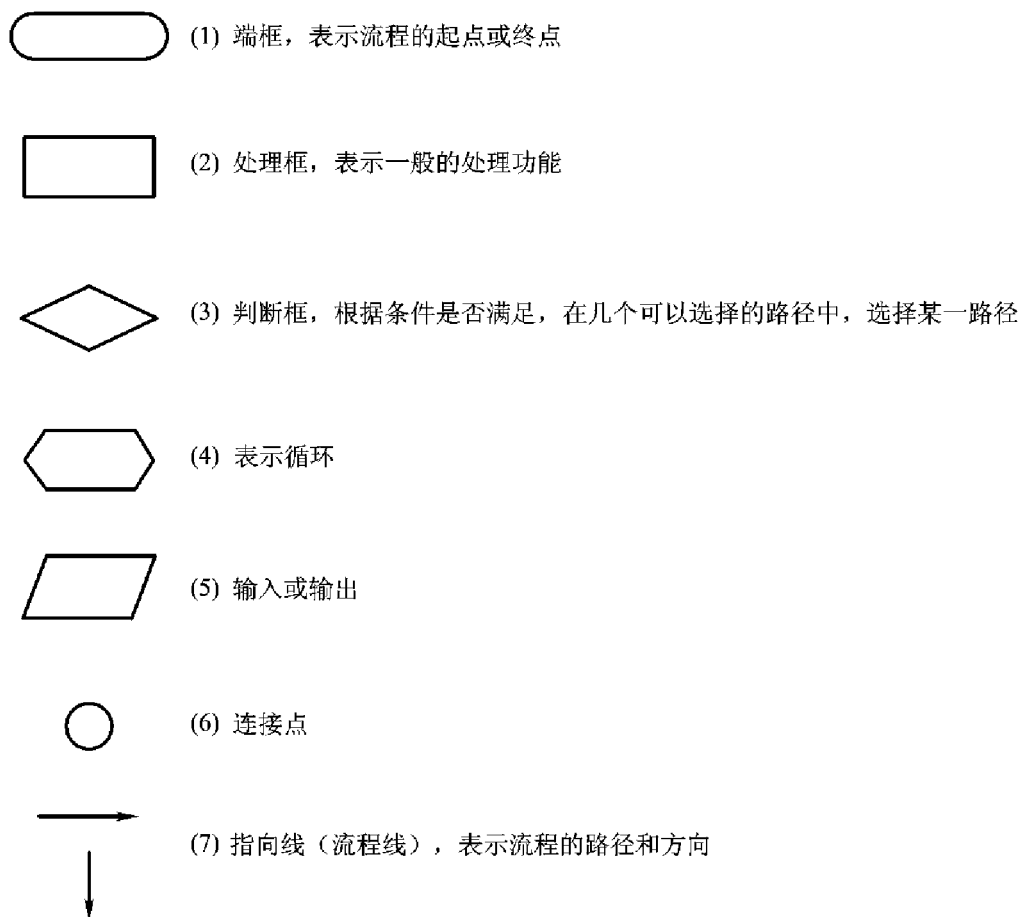 (1) 端框，表示流程的起点或终点
(2) 处理框，表示一般的处理功能
(3) 判断框，根据条件是否满足，在几个可以选择的路径中，选择某一路径
(4) 表示循环
(5) 输入或输出
(6) 连接点
(7) 指向线（流程线），表示流程的路径和方向